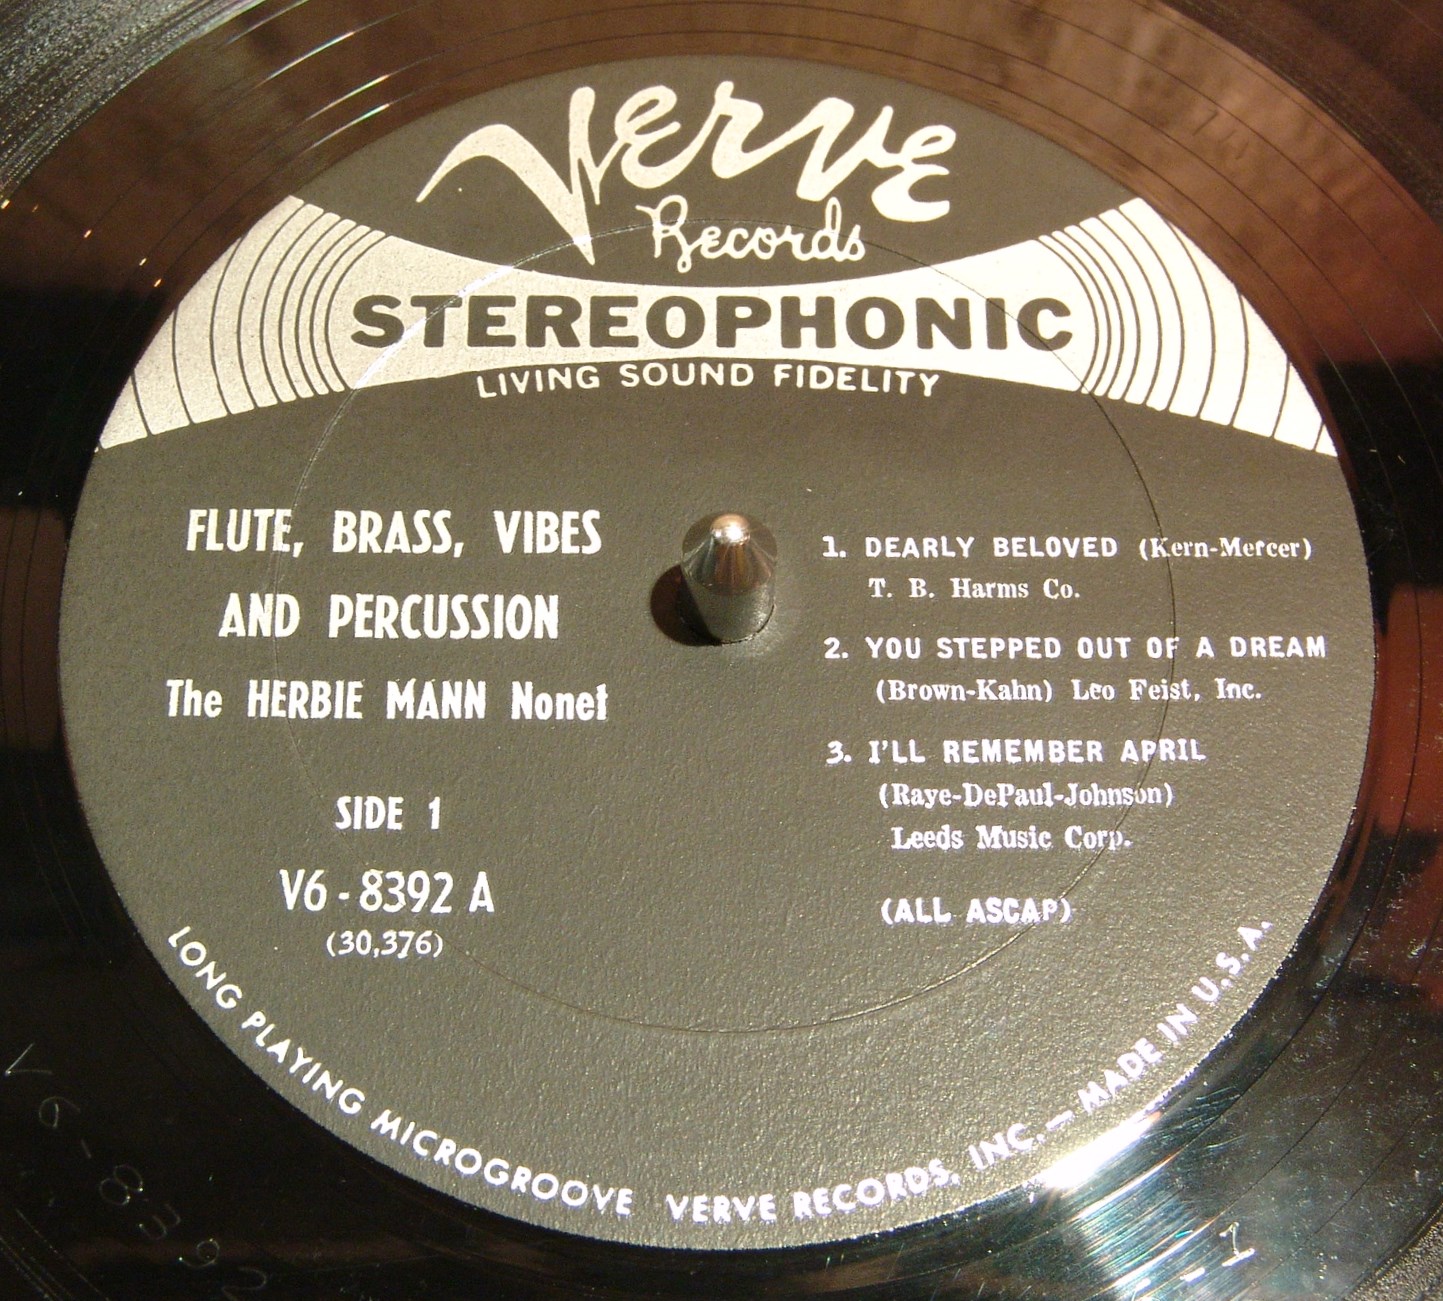 Verve
Records
STEREOPHONIC
LIVING SOUND FIDELITY
FLUTE, BRASS, VIBES
AND PERCUSSION
The HERBIE MANN Nonet
SIDE 1
V6-8392 A
(30,376)
1. DEARLY BELOVED (Kern-Mercer)
T. B. Harms Co.
2. YOU STEPPED OUT OF A DREAM
(Brown-Kahn) Leo Feist, Inc.
3. I'LL REMEMBER APRIL
(Raye-DePaul-Johnson)
Leeds Music Corp.
(ALL ASCAP)
LONG PLAYING MICROGROOVE VERVE RECORDS, INC. — MADE IN U.S.A.
V6-8392
1